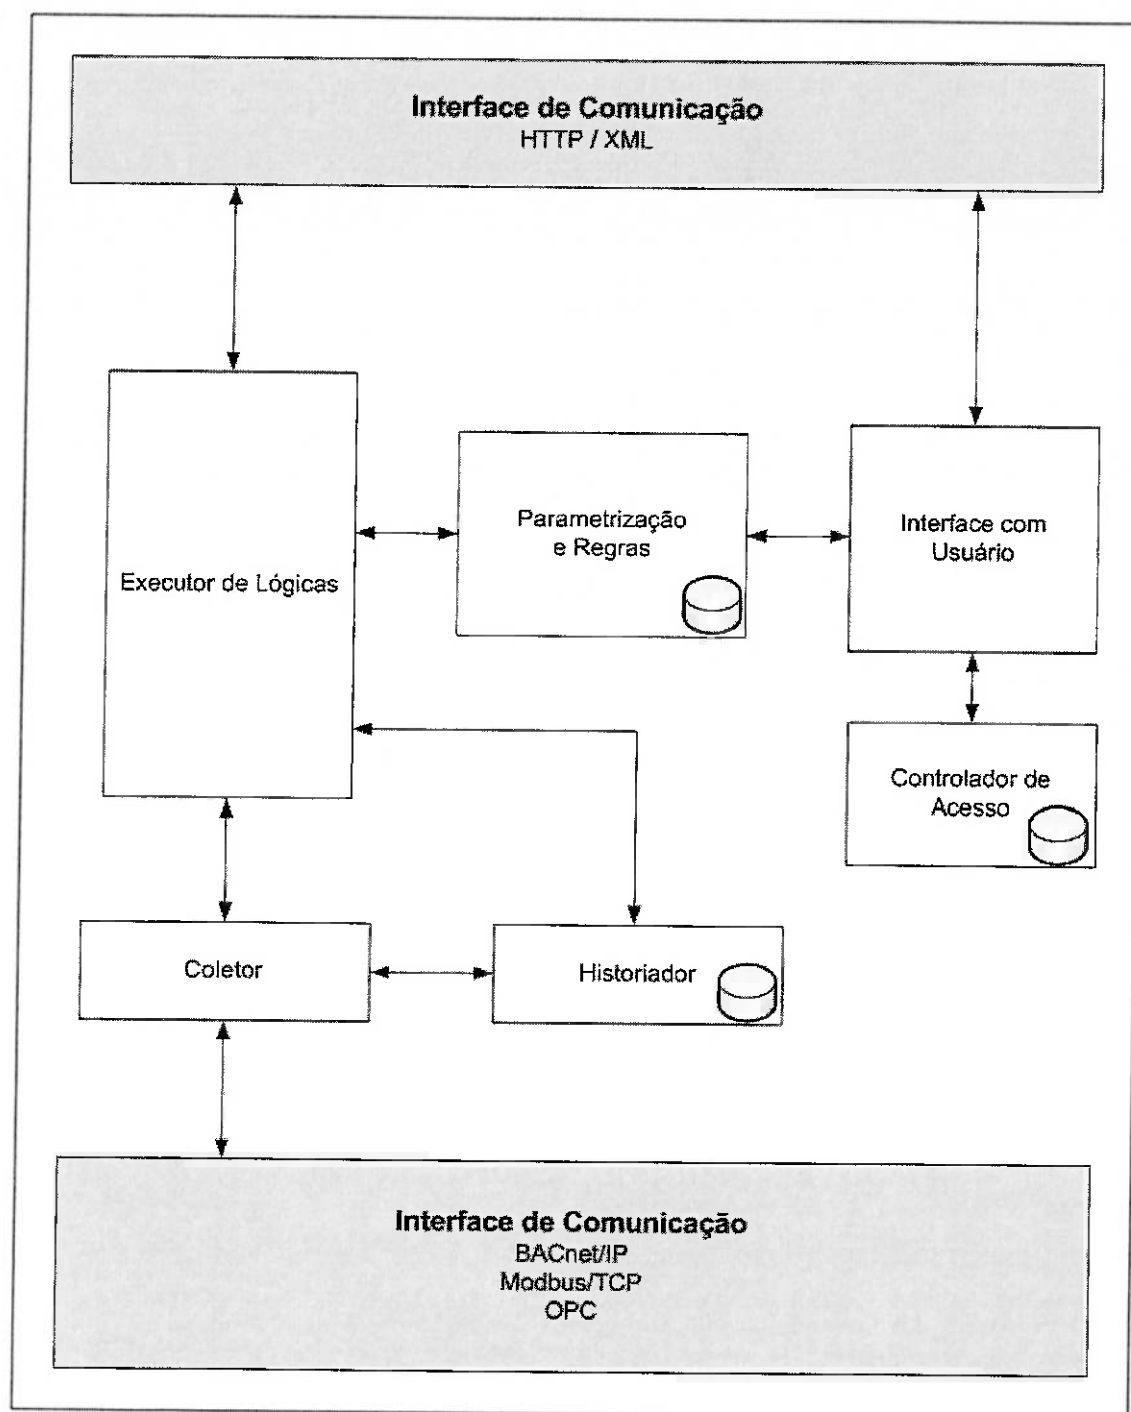 Interface de Comunicação
HTTP / XML
Executor de Lógicas
Parametrização
e Regras
Interface com
Usuário
Controlador de
Acesso
Coletor
Historiador
Interface de Comunicação
BACnet/IP
Modbus/TCP
OPC